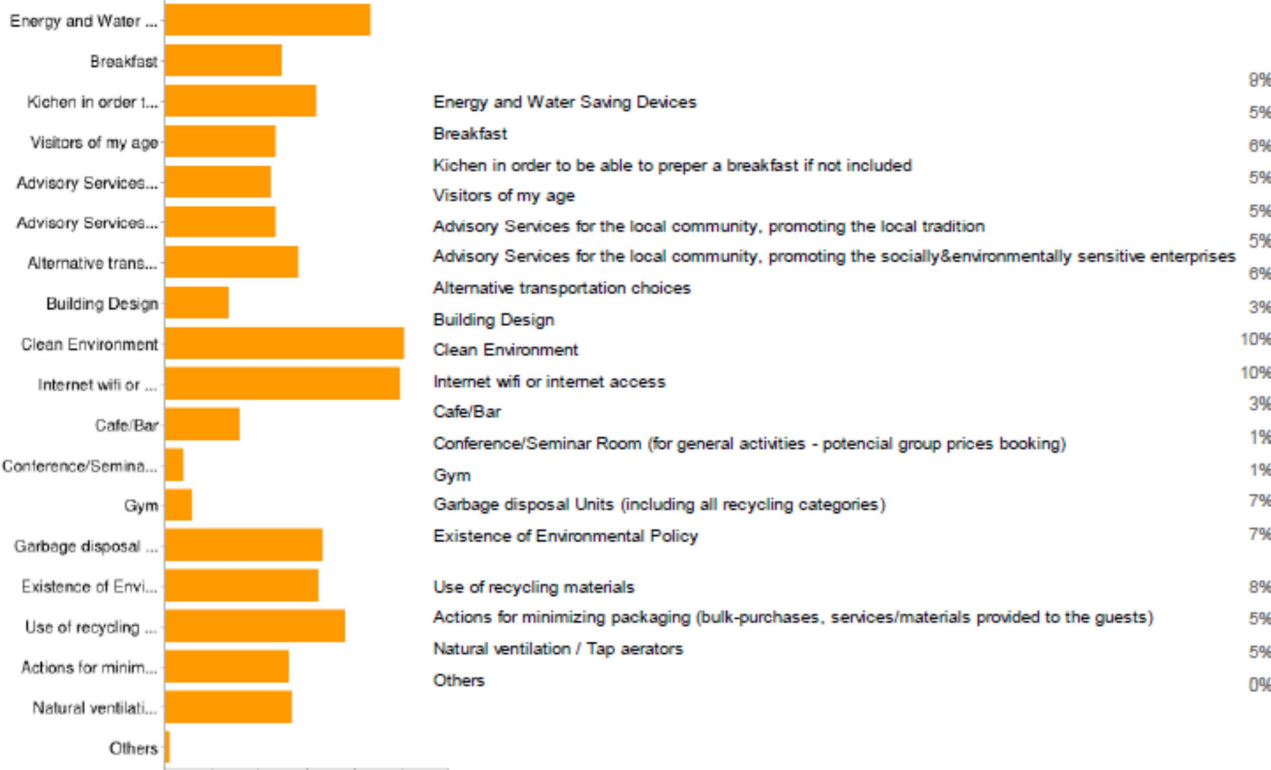 Energy and Water ...
Breakfast
Kichen in order t...
Visitors of my age
Advisory Services...
Advisory Services...
Alternative trans...
Building Design
Clean Environment
Internet wifi or ...
Cafe/Bar
Conference/Semina...
Gym
Garbage disposal ...
Existence of Envi...
Use of recycling ...
Actions for minim...
Natural ventilati...
Others
Energy and Water Saving Devices
Breakfast
Kichen in order to be able to preper a breakfast if not included
Visitors of my age
Advisory Services for the local community, promoting the local tradition
Advisory Services for the local community, promoting the socially&environmentally sensitive enterprises
Alternative transportation choices
Building Design
Clean Environment
Internet wifi or internet access
Cafe/Bar
Conference/Seminar Room (for general activities - potencial group prices booking)
Gym
Garbage disposal Units (including all recycling categories)
Existence of Environmental Policy
Use of recycling materials
Actions for minimizing packaging (bulk-purchases, services/materials provided to the guests)
Natural ventilation / Tap aerators
Others
9%
5%
6%
5%
5%
5%
6%
3%
10%
10%
3%
1%
1%
7%
7%
8%
5%
5%
0%